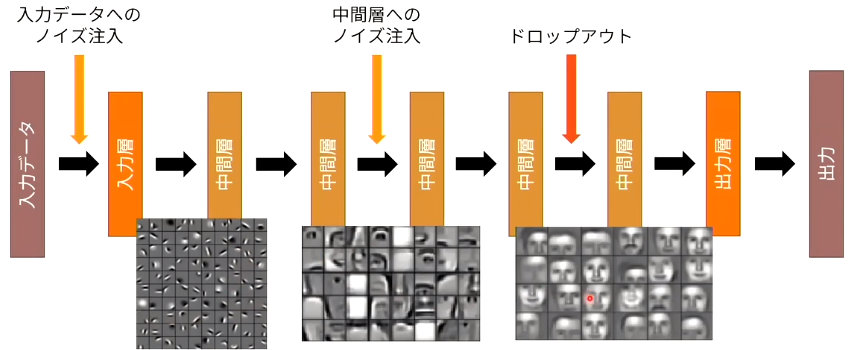 入力データへの
ノイズ注入
中間層への
ノイズ注入
ドロップアウト
入力データ
入力層
中間層
中間層
中間層
中間層
中間層
出力層
出力